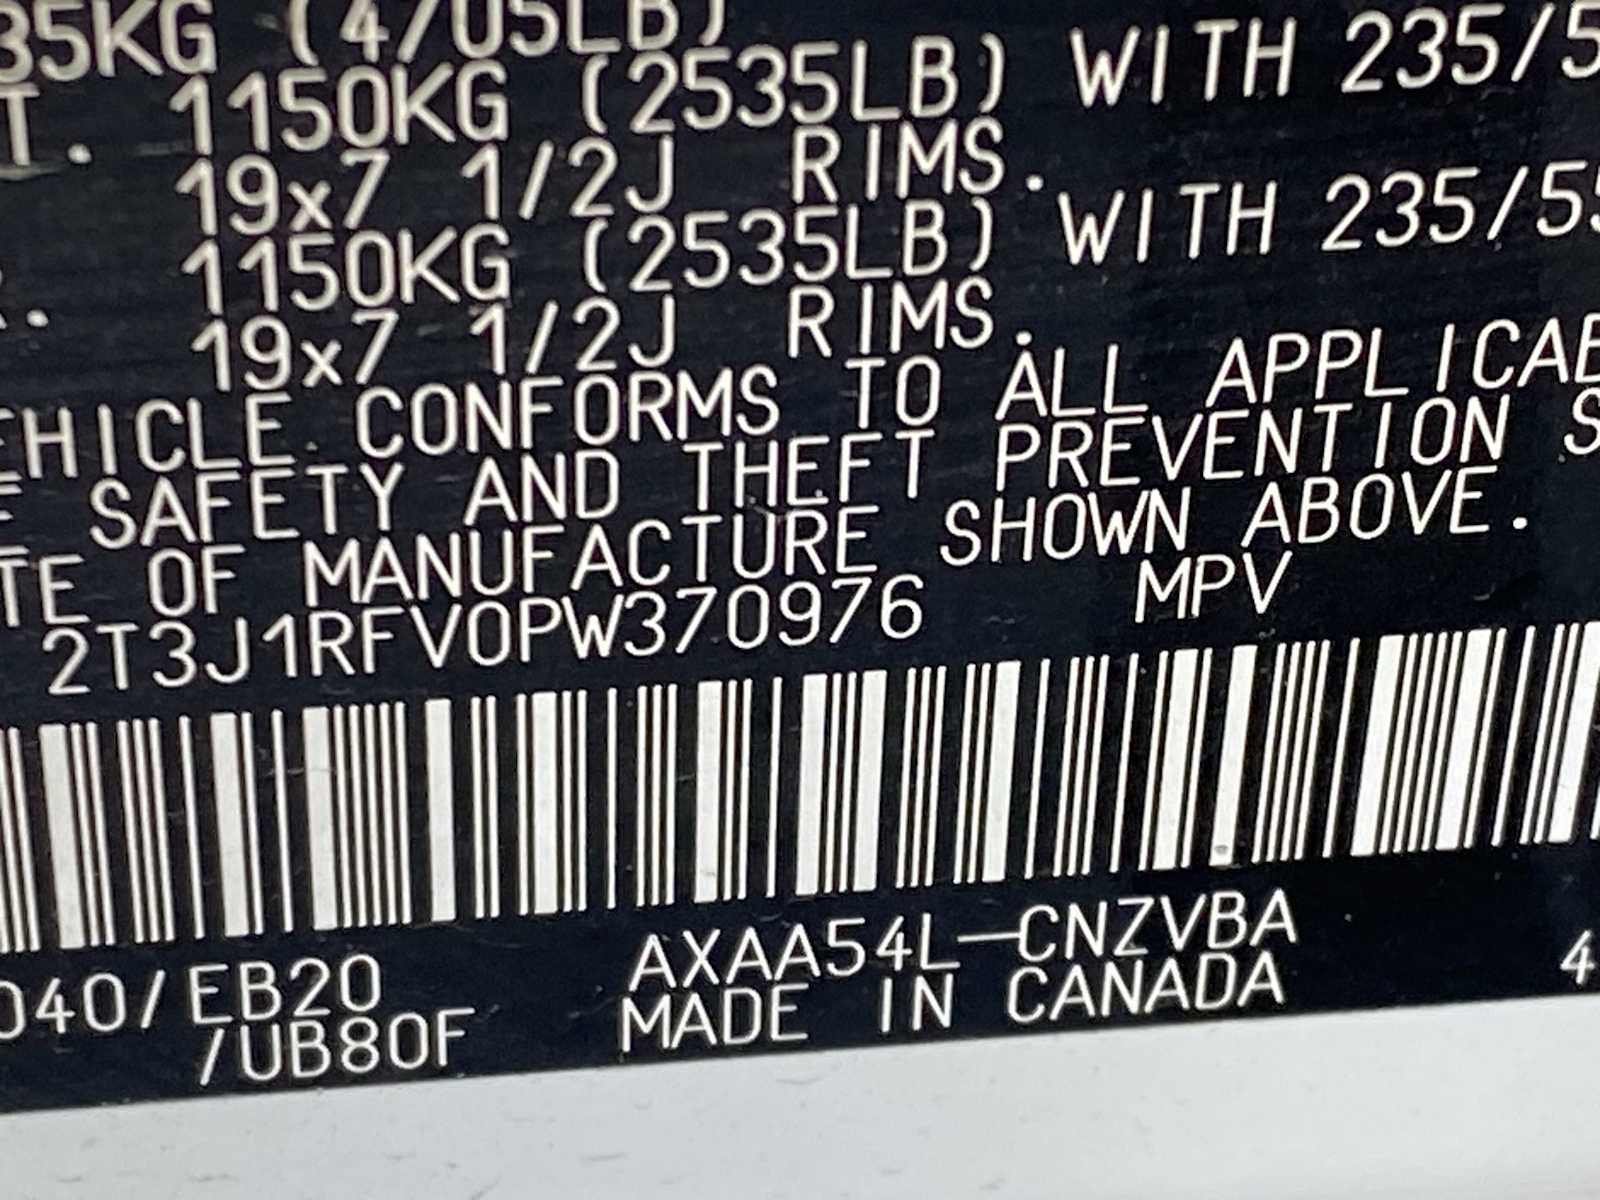 35KG (4705LB)
T. 1150KG (2535LB) WITH 235/5
19x7 1/2J RIMS.
1150KG (2535LB) WITH 235/55
19x7 1/2J RIMS.
EHICLE CONFORMS TO ALL APPLICAB
E SAFETY AND THEFT PREVENTION S
TE OF MANUFACTURE SHOWN ABOVE.
2T3J1RFV0PW370976 MPV
040/EB20 AXAA54L-CNZVBA 4
/UB80F MADE IN CANADA